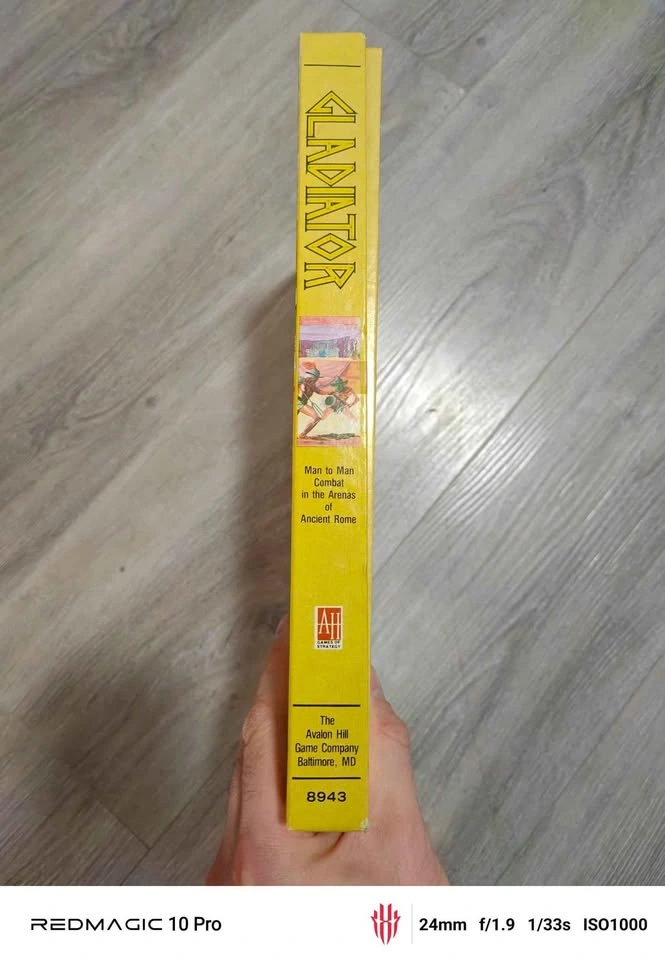 GLADIATOR
Man to Man
Combat
in the Arenas
of
Ancient Rome
AH
GAMES OF
STRATEGY
The
Avalon Hill
Game Company
Baltimore, MD
8943
REDMAGIC 10 Pro
24mm f/1.9 1/33s ISO1000